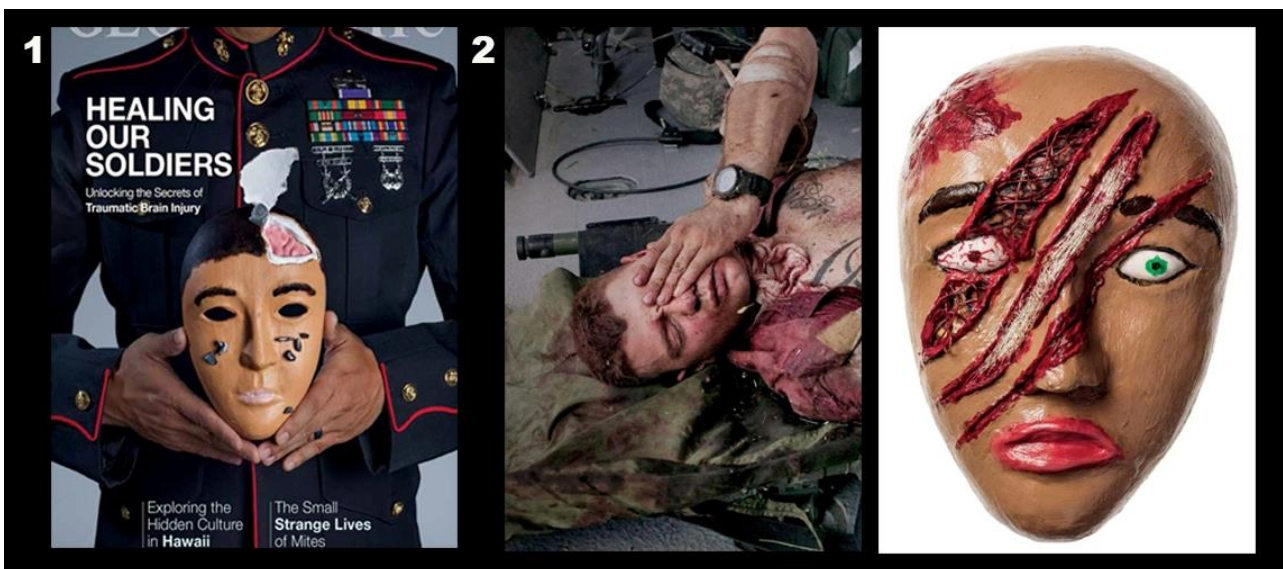 1
HEALING
OUR
SOLDIERS
Unlocking the Secrets of
Traumatic Brain Injury
Exploring the
Hidden Culture
in Hawaii
The Small
Strange Lives
of Mites
2